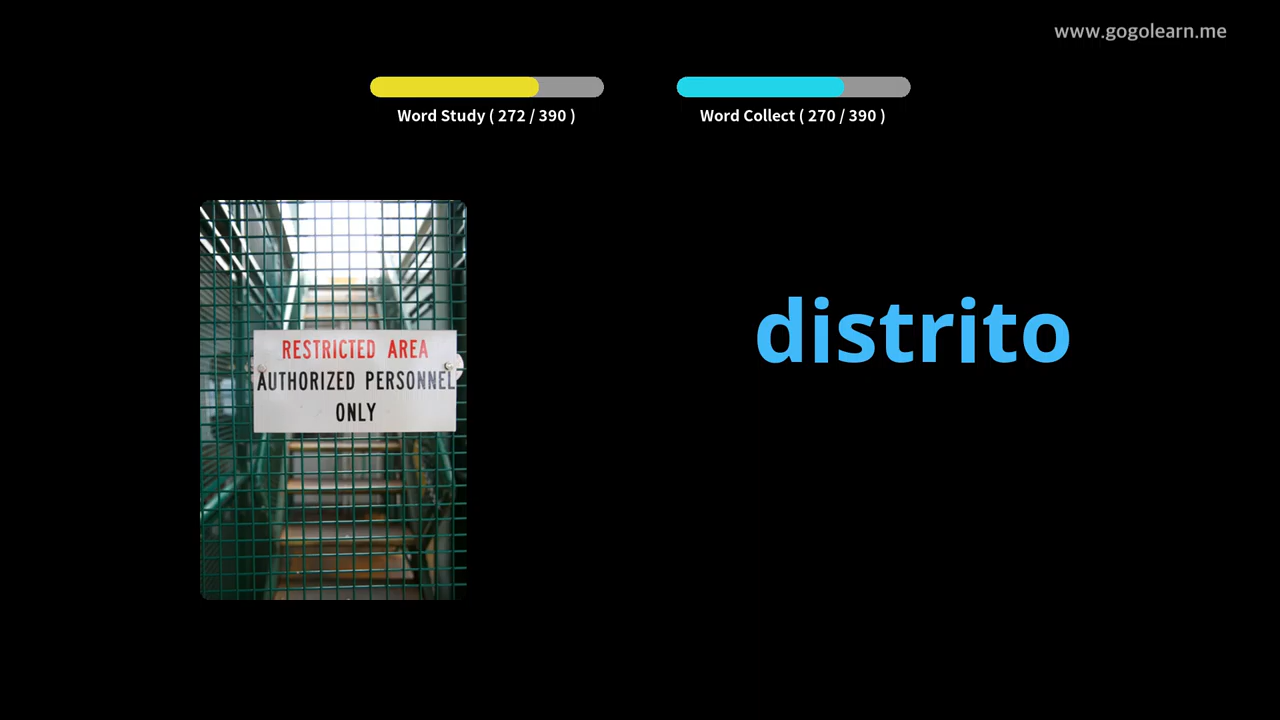 www.gogolearn.me
Word Study ( 272 / 390 )
Word Collect ( 270 / 390 )
RESTRICTED AREA
AUTHORIZED PERSONNEL
ONLY
distrito